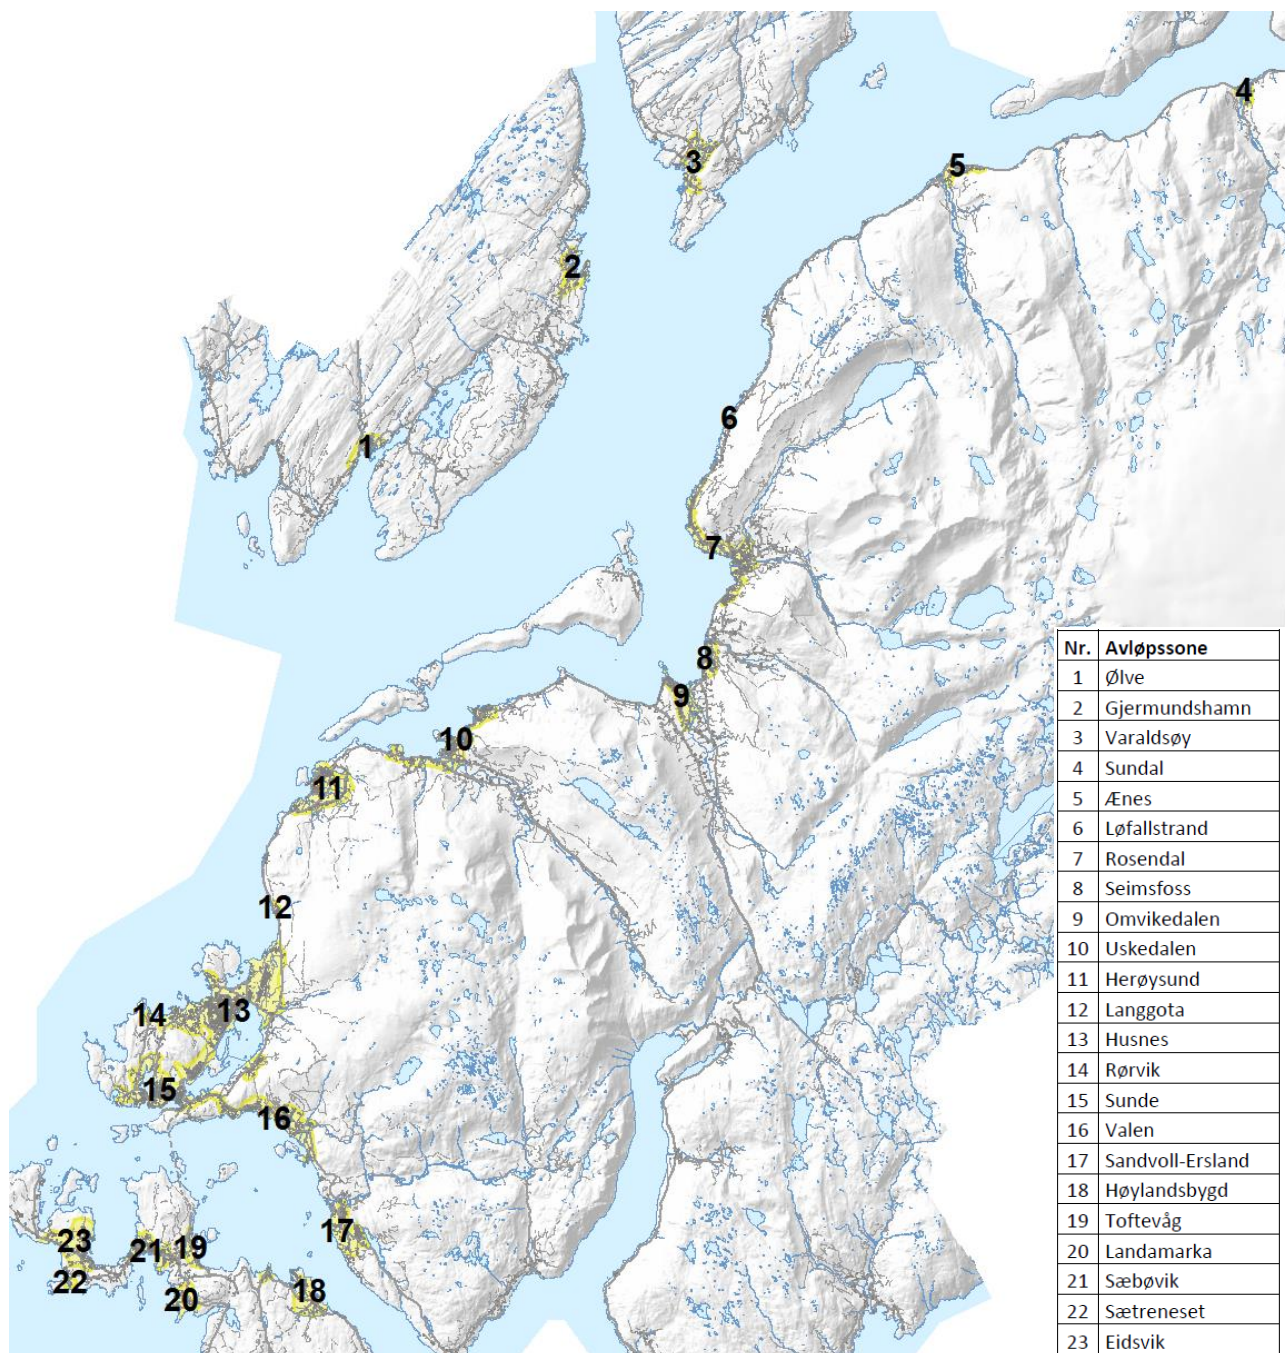 4
3
5
2
6
1
7
8
9
10
11
12
13
14
15
16
17
23
21
19
22
20
18
Nr. Avløpssone
1 Ølve
2 Gjermundshamn
3 Varaldsøy
4 Sundal
5 Ænes
6 Løfallstrand
7 Rosendal
8 Seimsfoss
9 Omvikedalen
10 Uskedalen
11 Herøysund
12 Langgota
13 Husnes
14 Rørvik
15 Sunde
16 Valen
17 Sandvoll-Ersland
18 Høylandsbygd
19 Toftevåg
20 Landamarka
21 Sæbøvik
22 Sætreneset
23 Eidsvik